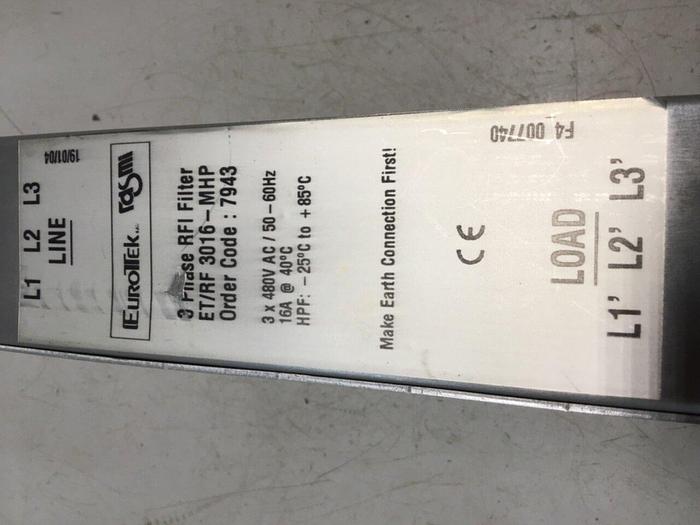 L1 L2 L3
LINE
19/01/04
EUROTEK
rasmi
3 Phase RFI Filter
ET/RF 3016-MHP
Order Code : 7943
3 x 480V AC / 50-60Hz
16A @ 40°C
HPF: - 25°C to + 85°C
Make Earth Connection First!
CE
F4 007740
LOAD
L1' L2' L3'